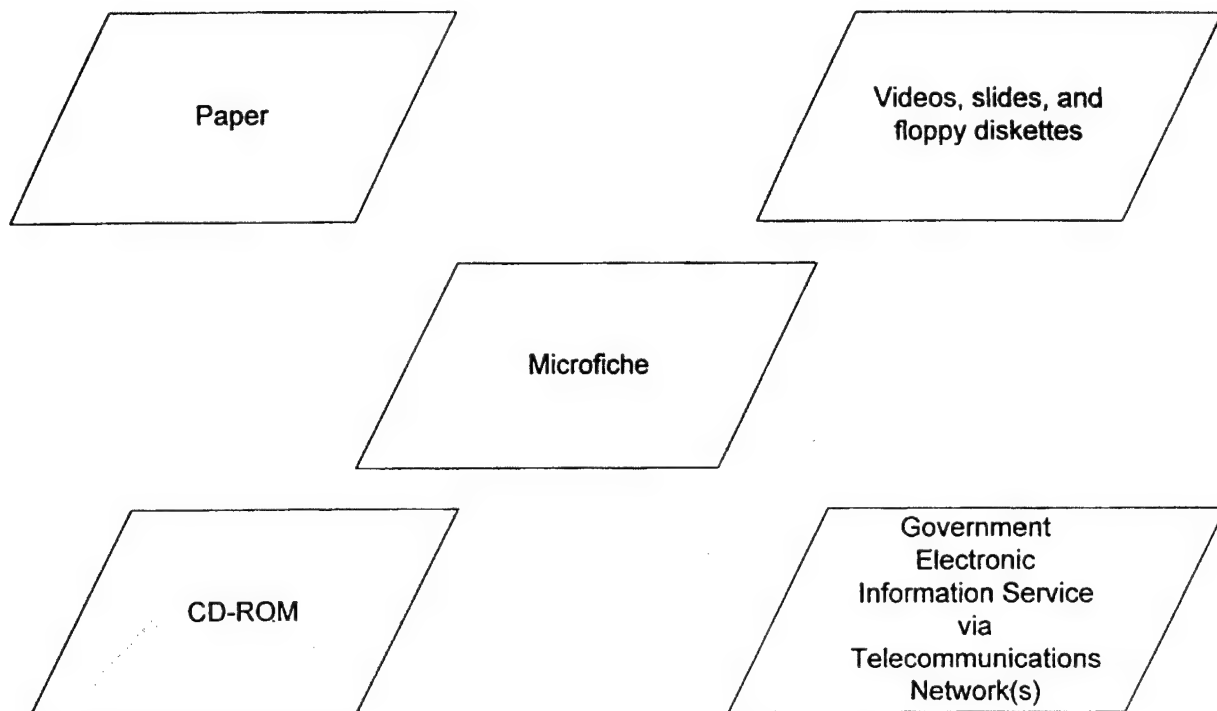 Paper
Videos, slides, and
floppy diskettes
Microfiche
CD-ROM
Government
Electronic
Information Service
via
Telecommunications
Network(s)